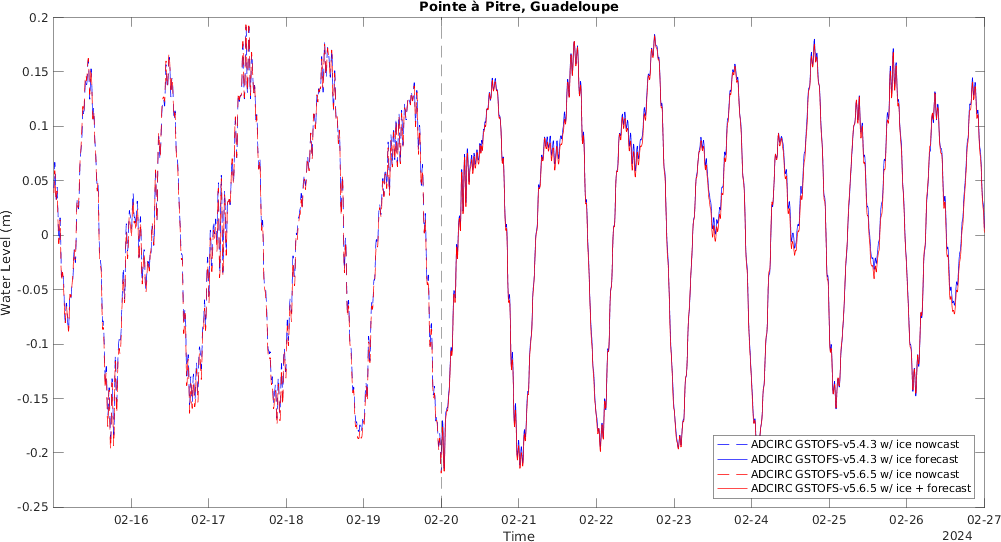 Pointe à Pitre, Guadeloupe
Water Level (m)
0.2
0.15
0.1
0.05
0
-0.05
-0.1
-0.15
-0.2
-0.25
ADCIRC GSTOFS-v5.4.3 w/ ice nowcast
ADCIRC GSTOFS-v5.4.3 w/ ice forecast
ADCIRC GSTOFS-v5.6.5 w/ ice nowcast
ADCIRC GSTOFS-v5.6.5 w/ ice + forecast
02-16 02-17 02-18 02-19 02-20 02-21 02-22 02-23 02-24 02-25 02-26 02-27
Time
2024